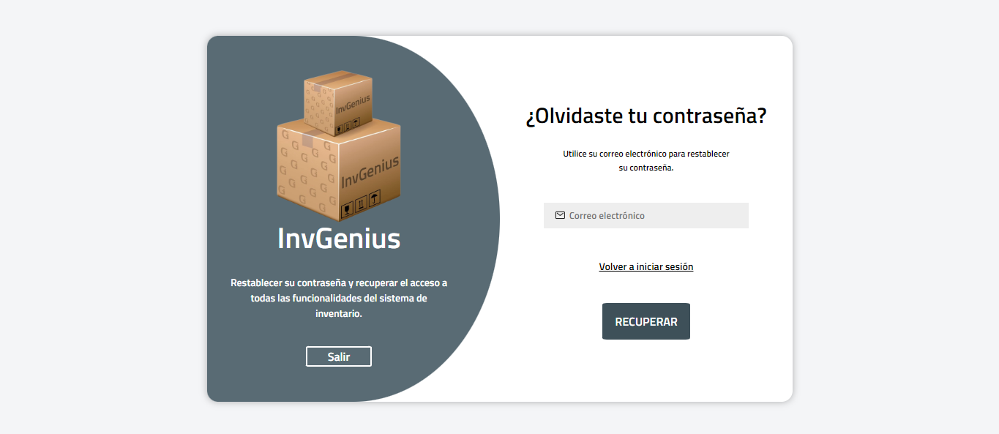 InvGenius
InvGenius
InvGenius
Restablecer su contraseña y recuperar el acceso a
todas las funcionalidades del sistema de
inventario.
Salir
¿Olvidaste tu contraseña?
Utilice su correo electrónico para restablecer
su contraseña.
Correo electrónico
Volver a iniciar sesión
RECUPERAR